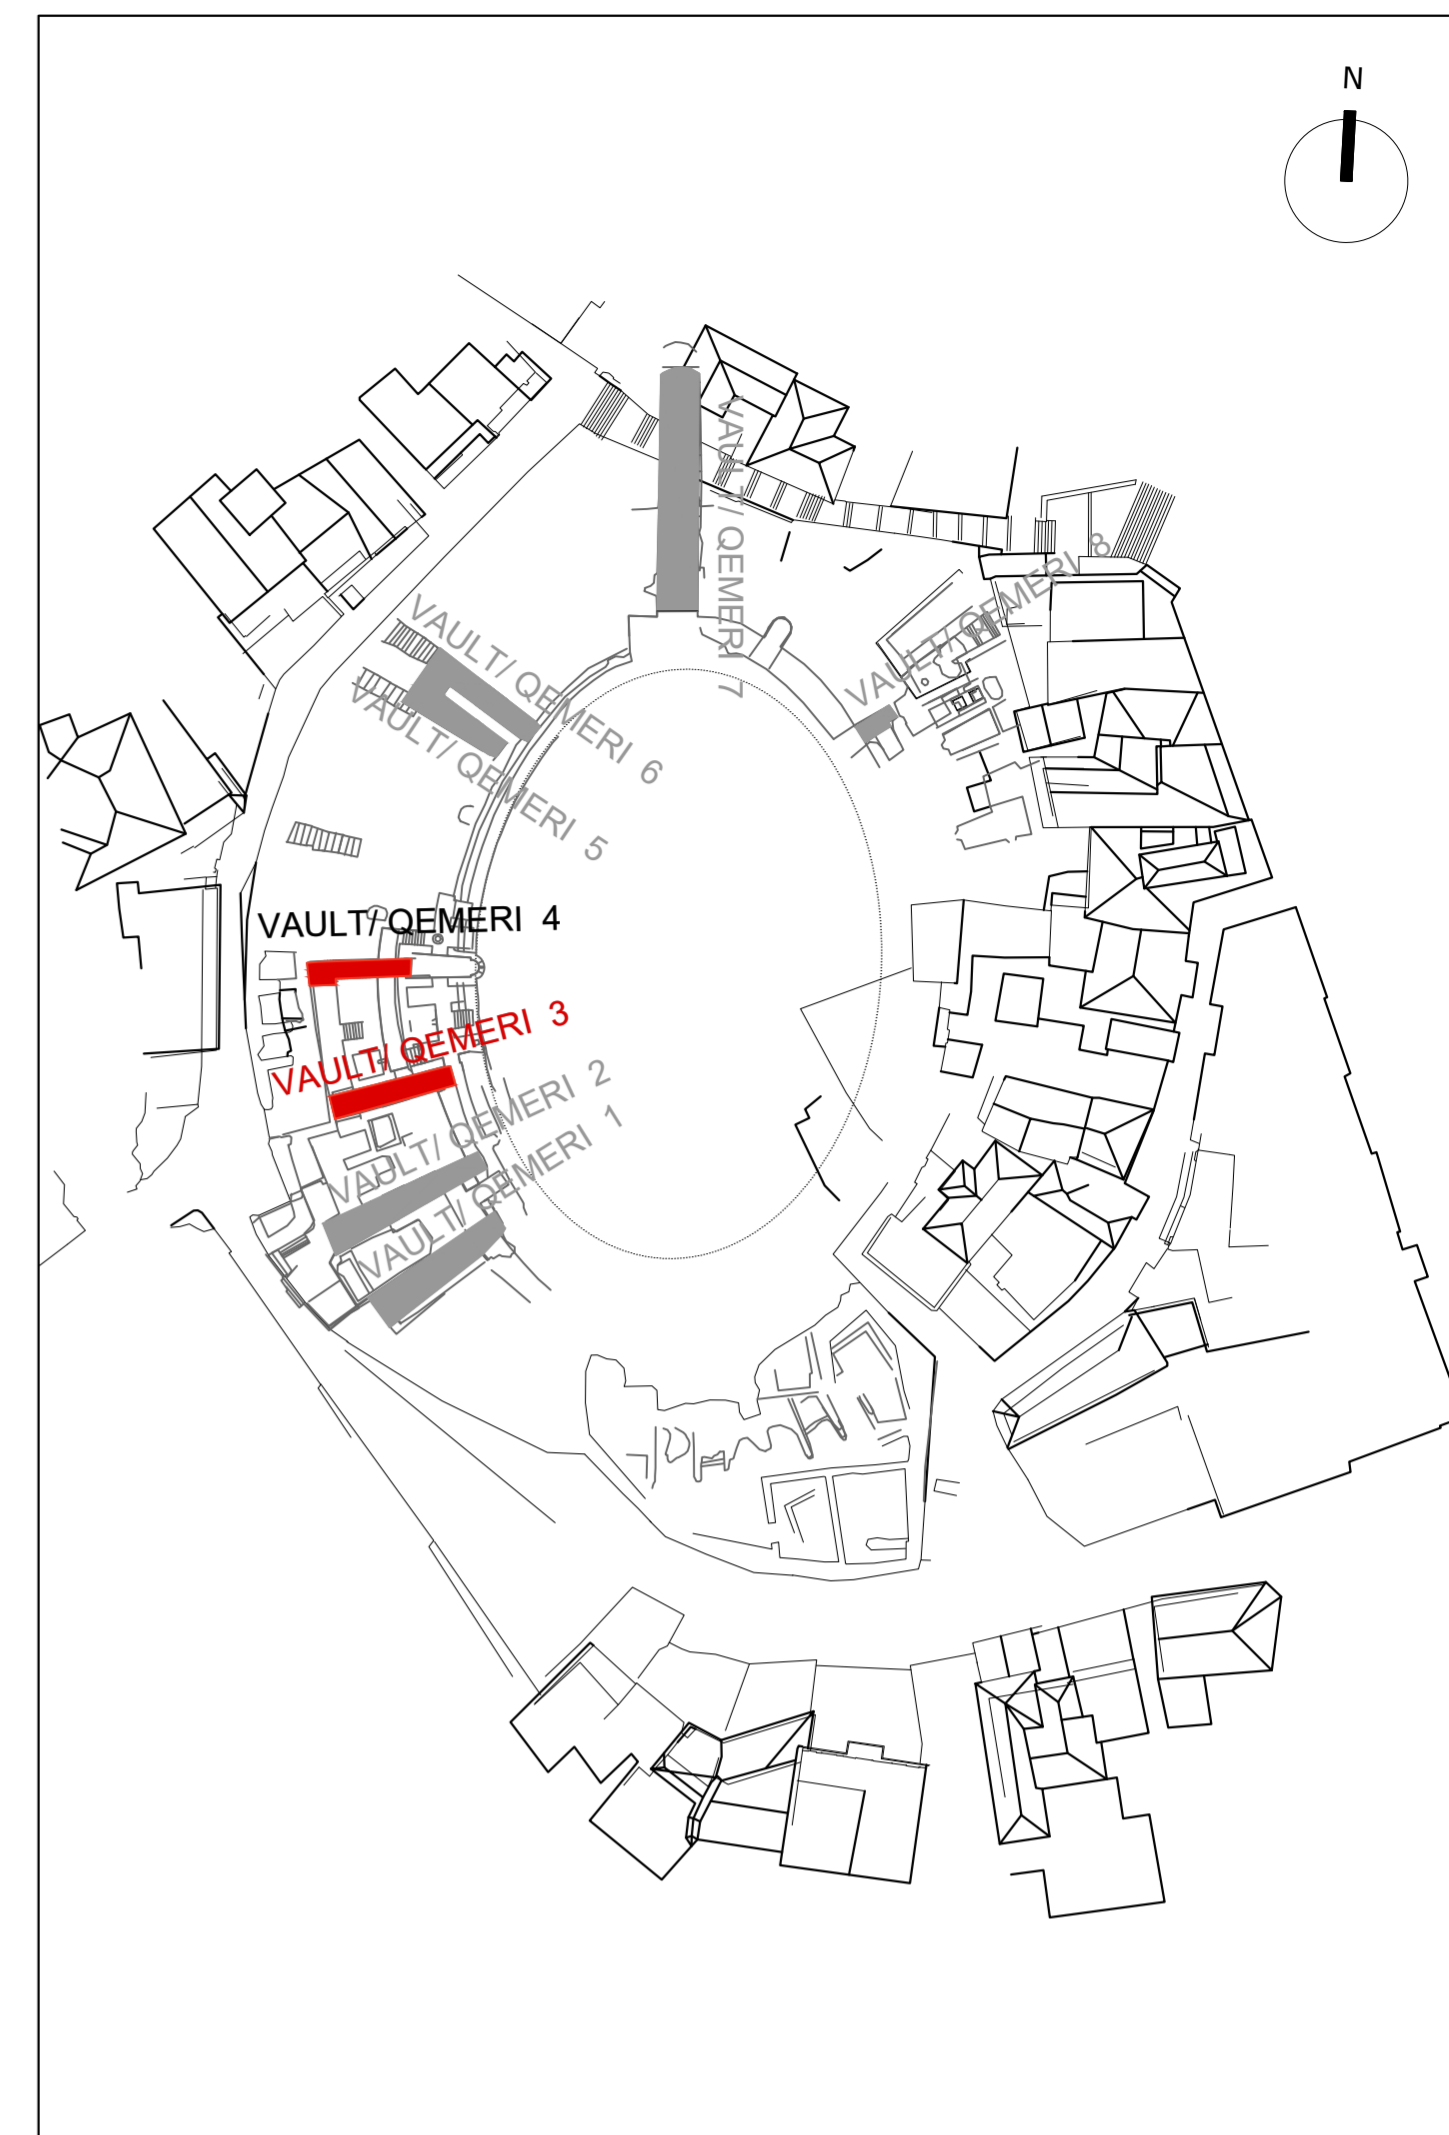 N
VAULT/ QEMERI 7
VAULT/ QEMERI 8
VAULT/ QEMERI 6
VAULT/ QEMERI 5
VAULT/ QEMERI 4
VAULT/ QEMERI 3
VAULT/ QEMERI 2
VAULT/ QEMERI 1